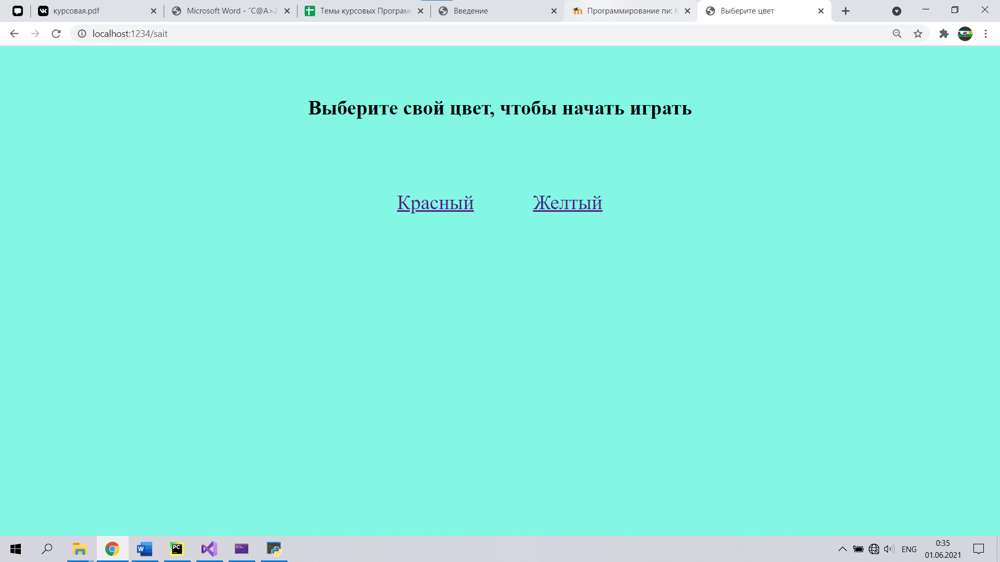 курсовая.pdf
Microsoft Word - ˆC@A>2
Темы курсовых Програм
Введение
Программирование пи: К
Выберите цвет
localhost:1234/sait
Выберите свой цвет, чтобы начать играть
Красный Желтый
ENG
0:35
01.06.2021